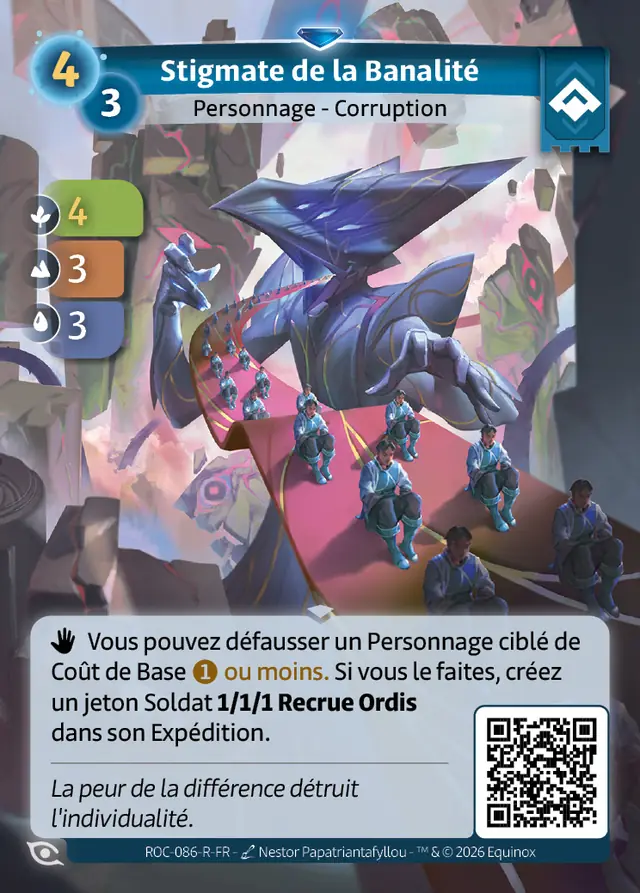 4
Stigmate de la Banalité
3
Personnage - Corruption
4
3
3
Vous pouvez défausser un Personnage ciblé de
Coût de Base 1 ou moins. Si vous le faites, créez
un jeton Soldat 1/1/1 Recrue Ordis
dans son Expédition.
La peur de la différence détruit
l'individualité.
ROC-086-R-FR - Nestor Papatriantafyllou - ™ & © 2026 Equinox